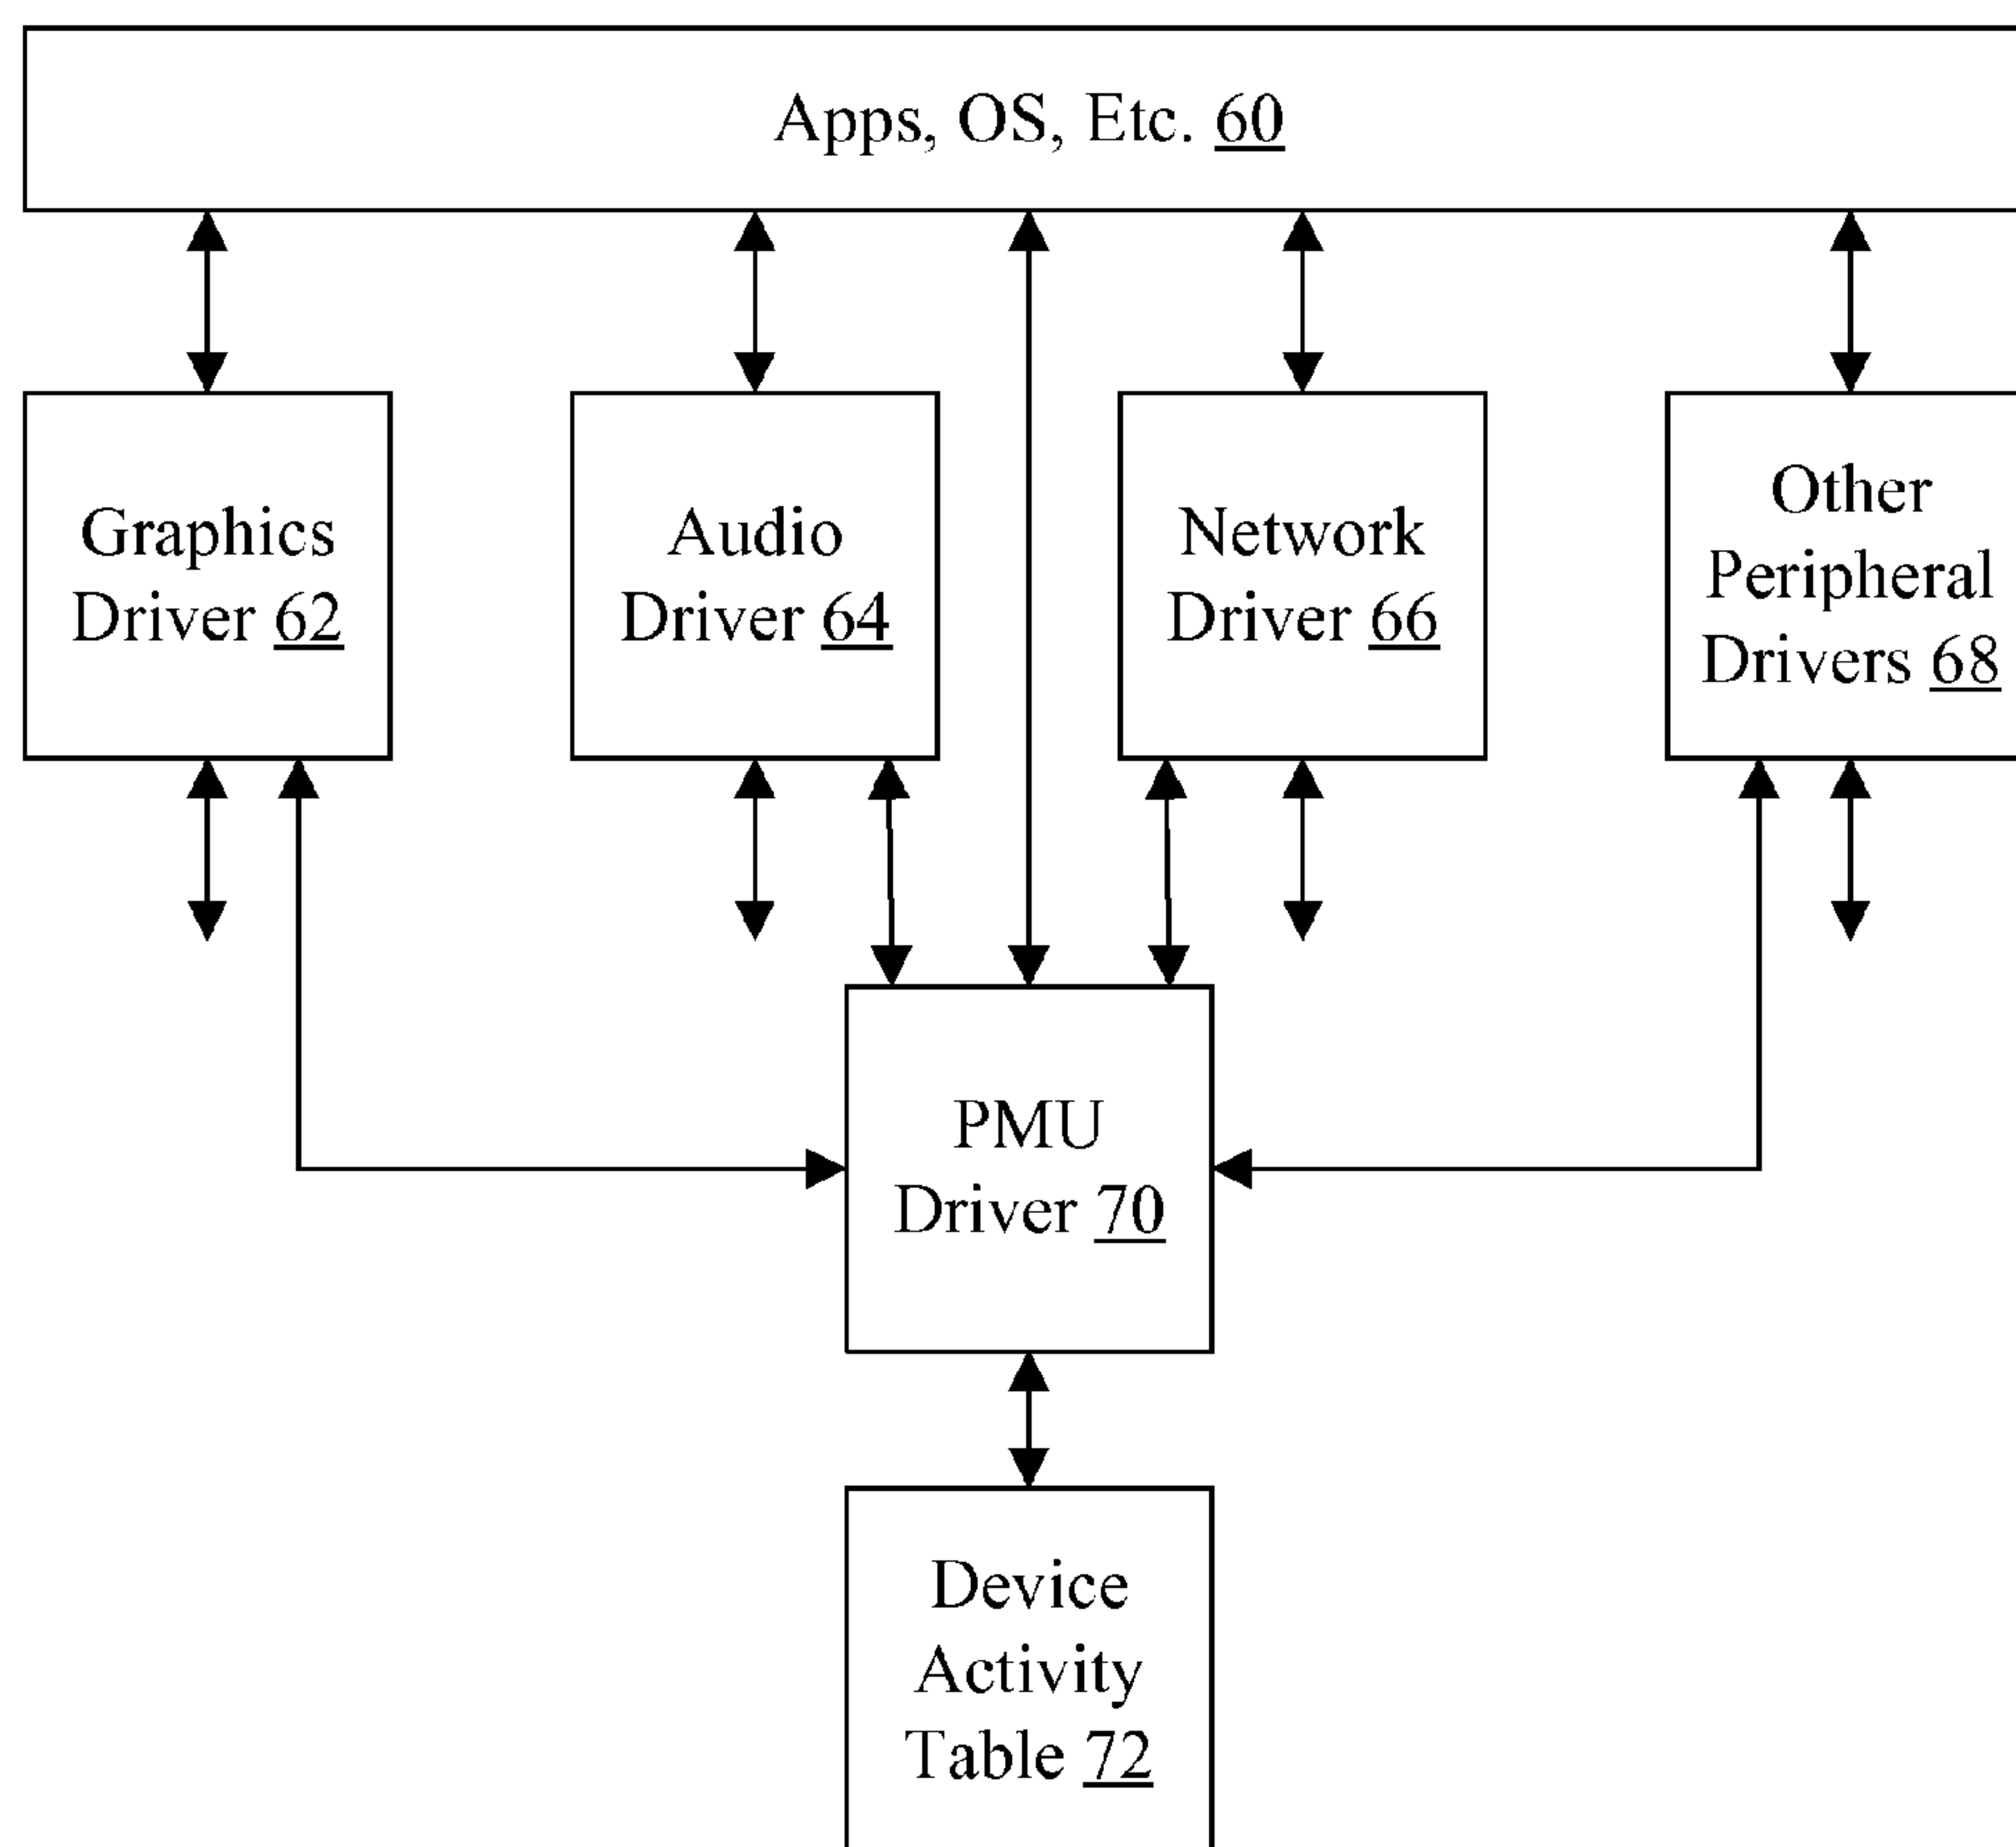 Apps, OS, Etc. 60
Graphics
Driver 62
Audio
Driver 64
Network
Driver 66
Other
Peripheral
Drivers 68
PMU
Driver 70
Device
Activity
Table 72